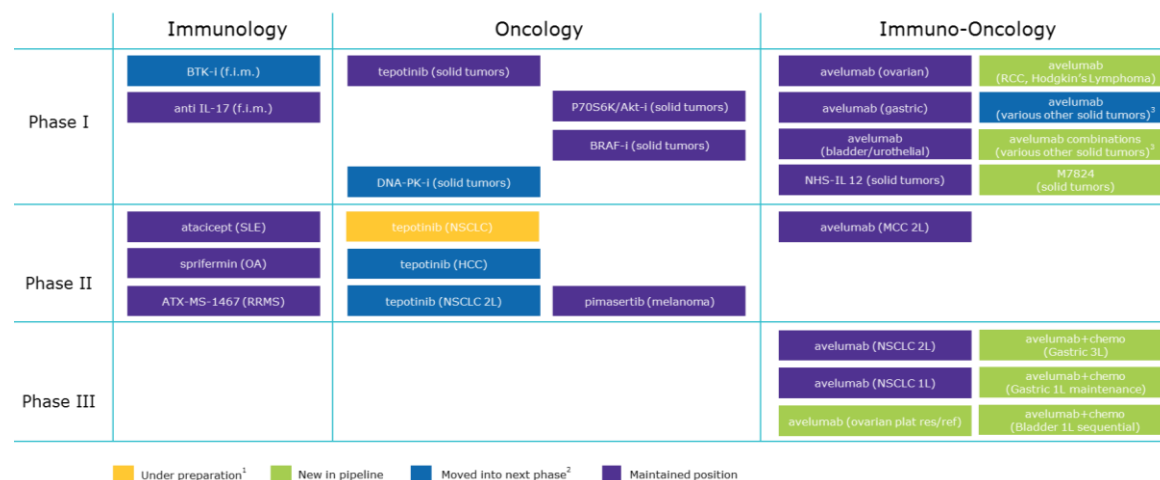 Immunology
Oncology
Immuno-Oncology
Phase I
BTK-i (f.i.m.)
anti IL-17 (f.i.m.)
tepotinib (solid tumors)
P70S6K/Akt-i (solid tumors)
BRAF-i (solid tumors)
DNA-PK-i (solid tumors)
avelumab (ovarian)
avelumab
(RCC, Hodgkin's Lymphoma)
avelumab (gastric)
avelumab
(various other solid tumors)³
avelumab
(bladder/urothelial)
avelumab combinations
(various other solid tumors)²
NHS-IL 12 (solid tumors)
M7824
(solid tumors)
Phase II
atacicept (SLE)
sprifermin (OA)
ATX-MS-1467 (RRMS)
tepotinib (NSCLC)
tepotinib (HCC)
tepotinib (NSCLC 2L)
pimasertib (melanoma)
avelumab (MCC 2L)
Phase III
avelumab (NSCLC 2L)
avelumab+chemo
(Gastric 3L)
avelumab (NSCLC 1L)
avelumab+chemo
(Gastric 1L maintenance)
avelumab (ovarian plat res/ref)
avelumab+chemo
(Bladder 1L sequential)
Under preparation¹
New in pipeline
Moved into next phase²
Maintained position